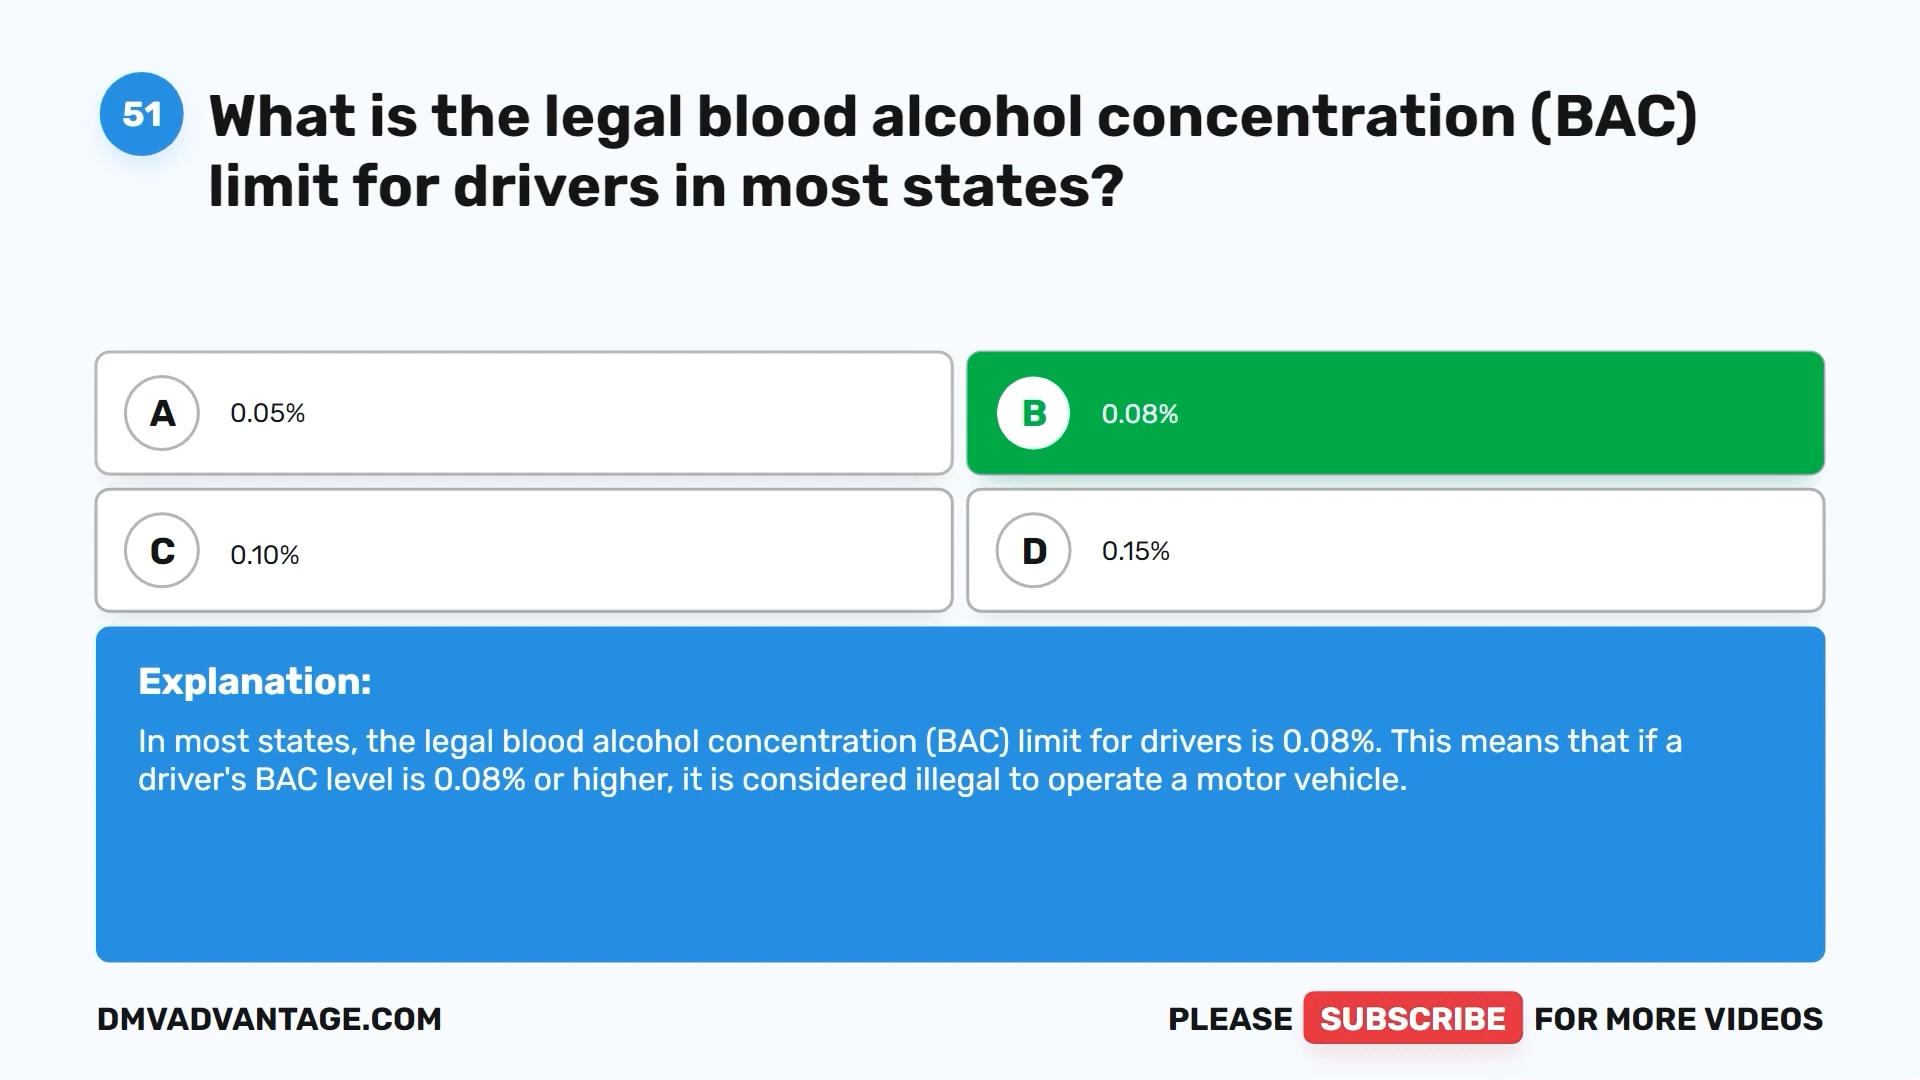 51
What is the legal blood alcohol concentration (BAC)
limit for drivers in most states?
A 0.05%
B 0.08%
C 0.10%
D 0.15%
Explanation:
In most states, the legal blood alcohol concentration (BAC) limit for drivers is 0.08%. This means that if a
driver's BAC level is 0.08% or higher, it is considered illegal to operate a motor vehicle.
DMVADVANTAGE.COM
PLEASE SUBSCRIBE FOR MORE VIDEOS